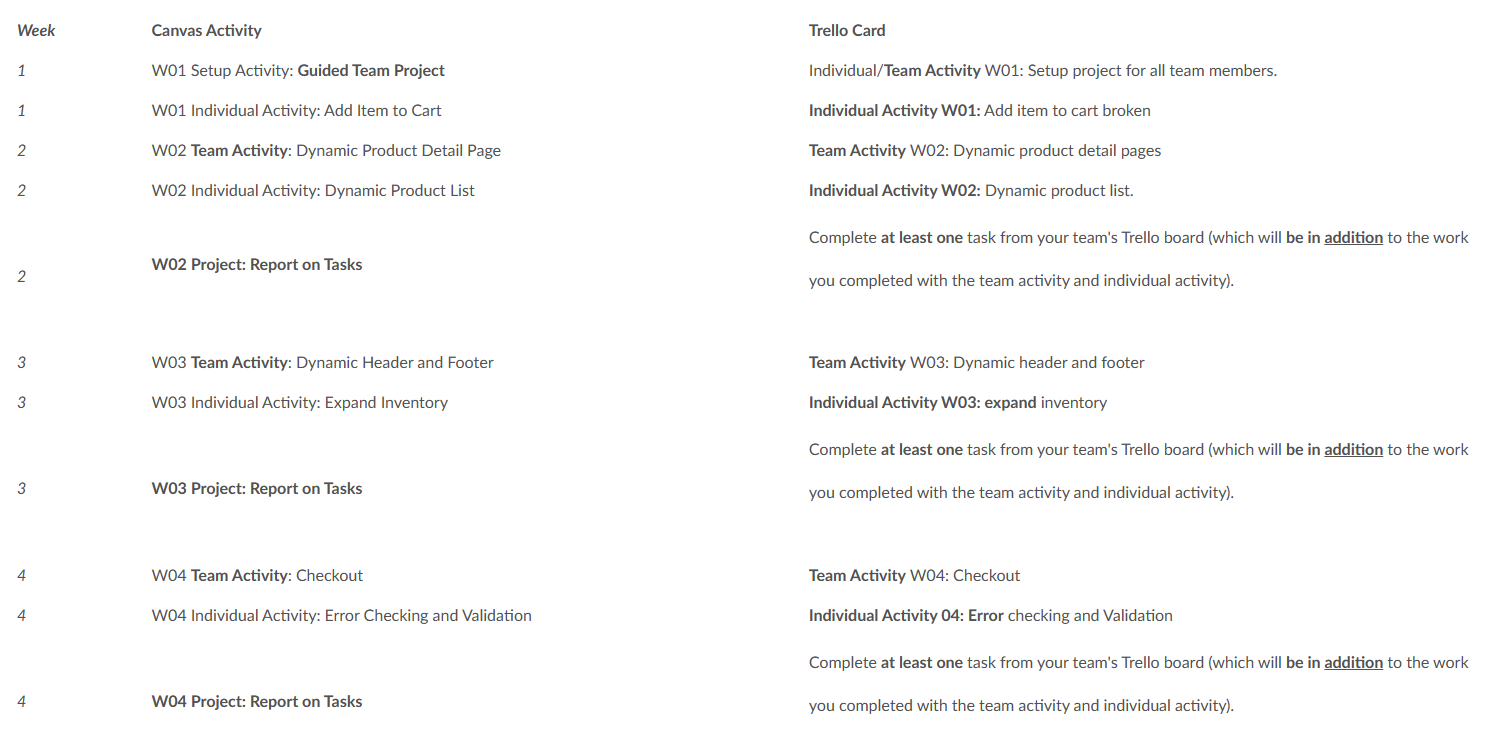 Week Canvas Activity Trello Card
1 W01 Setup Activity: Guided Team Project Individual/Team Activity W01: Setup project for all team members.
1 W01 Individual Activity: Add Item to Cart Individual Activity W01: Add item to cart broken
2 W02 Team Activity: Dynamic Product Detail Page Team Activity W02: Dynamic product detail pages
2 W02 Individual Activity: Dynamic Product List Individual Activity W02: Dynamic product list.
2 W02 Project: Report on Tasks Complete at least one task from your team's Trello board (which will be in addition to the work
you completed with the team activity and individual activity).
3 W03 Team Activity: Dynamic Header and Footer Team Activity W03: Dynamic header and footer
3 W03 Individual Activity: Expand Inventory Individual Activity W03: expand inventory
3 W03 Project: Report on Tasks Complete at least one task from your team's Trello board (which will be in addition to the work
you completed with the team activity and individual activity).
4 W04 Team Activity: Checkout Team Activity W04: Checkout
4 W04 Individual Activity: Error Checking and Validation Individual Activity 04: Error checking and Validation
4 W04 Project: Report on Tasks Complete at least one task from your team's Trello board (which will be in addition to the work
you completed with the team activity and individual activity).